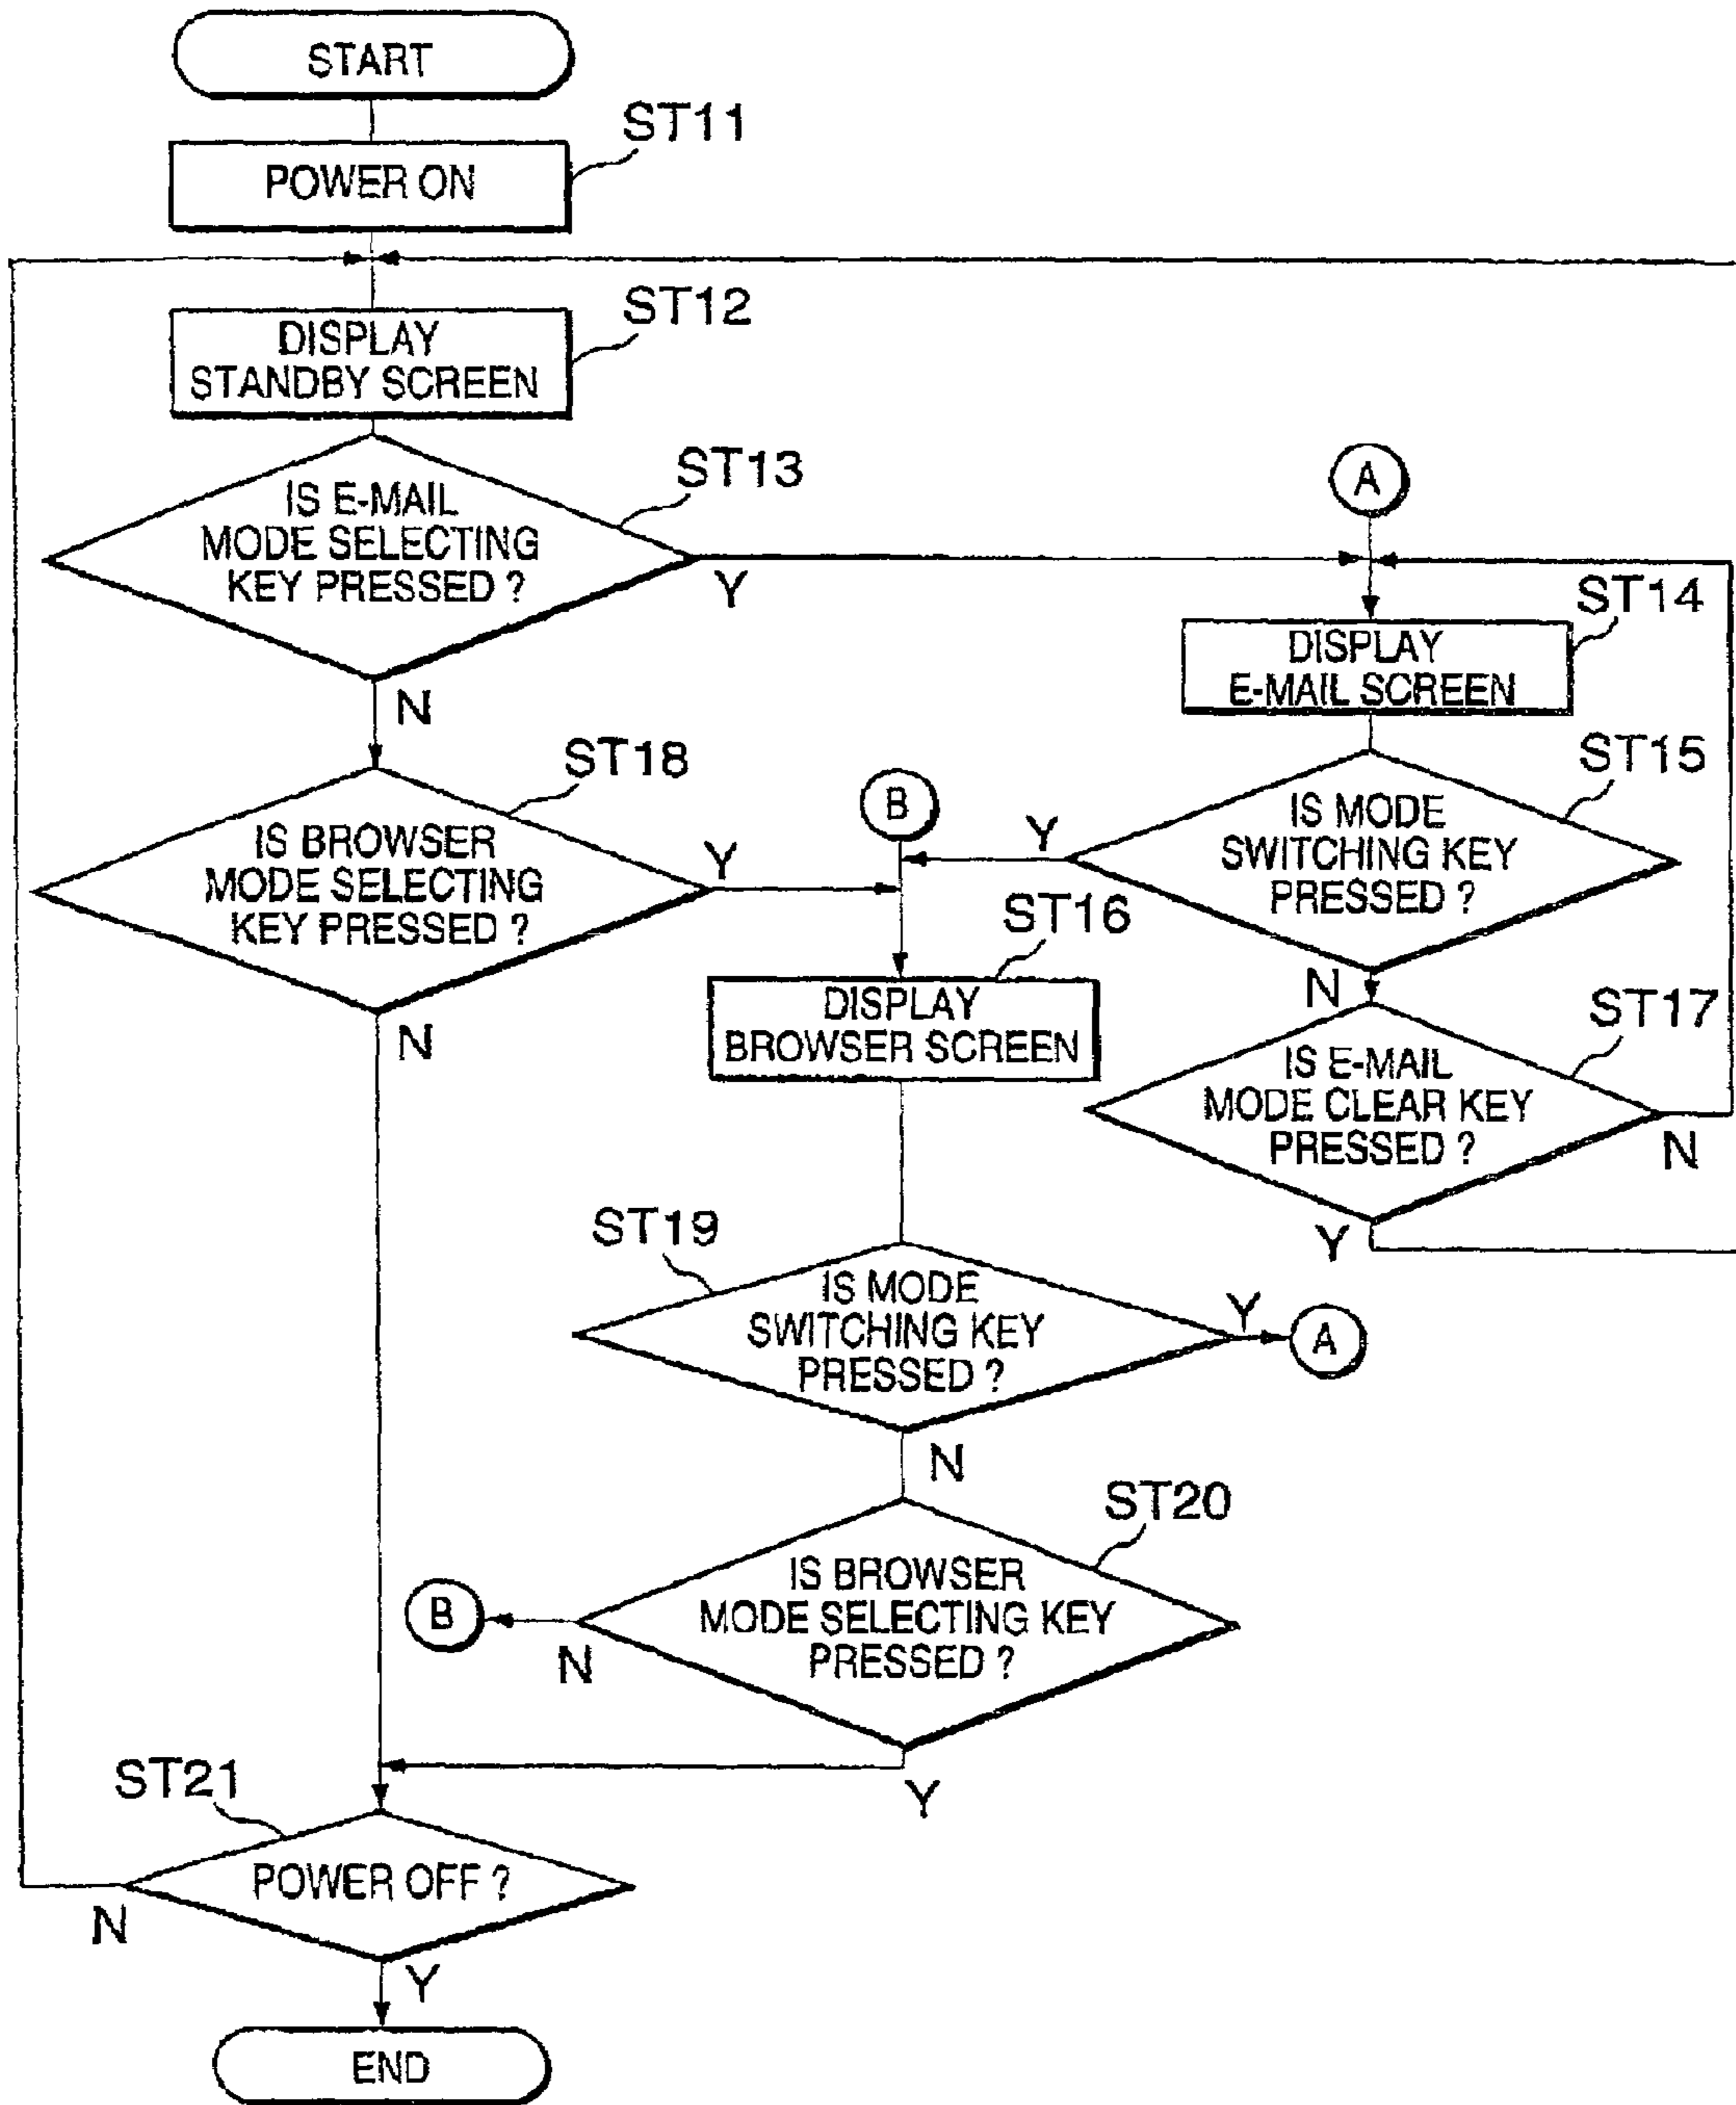 START
ST11
POWER ON
ST12
DISPLAY
STANDBY SCREEN
ST13
IS E-MAIL
MODE SELECTING
KEY PRESSED ?
Y
N
A
ST14
DISPLAY
E-MAIL SCREEN
ST15
IS MODE
SWITCHING KEY
PRESSED ?
Y
N
ST18
IS BROWSER
MODE SELECTING
KEY PRESSED ?
Y
N
B
ST16
DISPLAY
BROWSER SCREEN
ST17
IS E-MAIL
MODE CLEAR KEY
PRESSED ?
N
Y
ST19
IS MODE
SWITCHING KEY
PRESSED ?
Y
A
N
ST20
IS BROWSER
MODE SELECTING KEY
PRESSED ?
B
N
Y
ST21
POWER OFF ?
N
Y
END